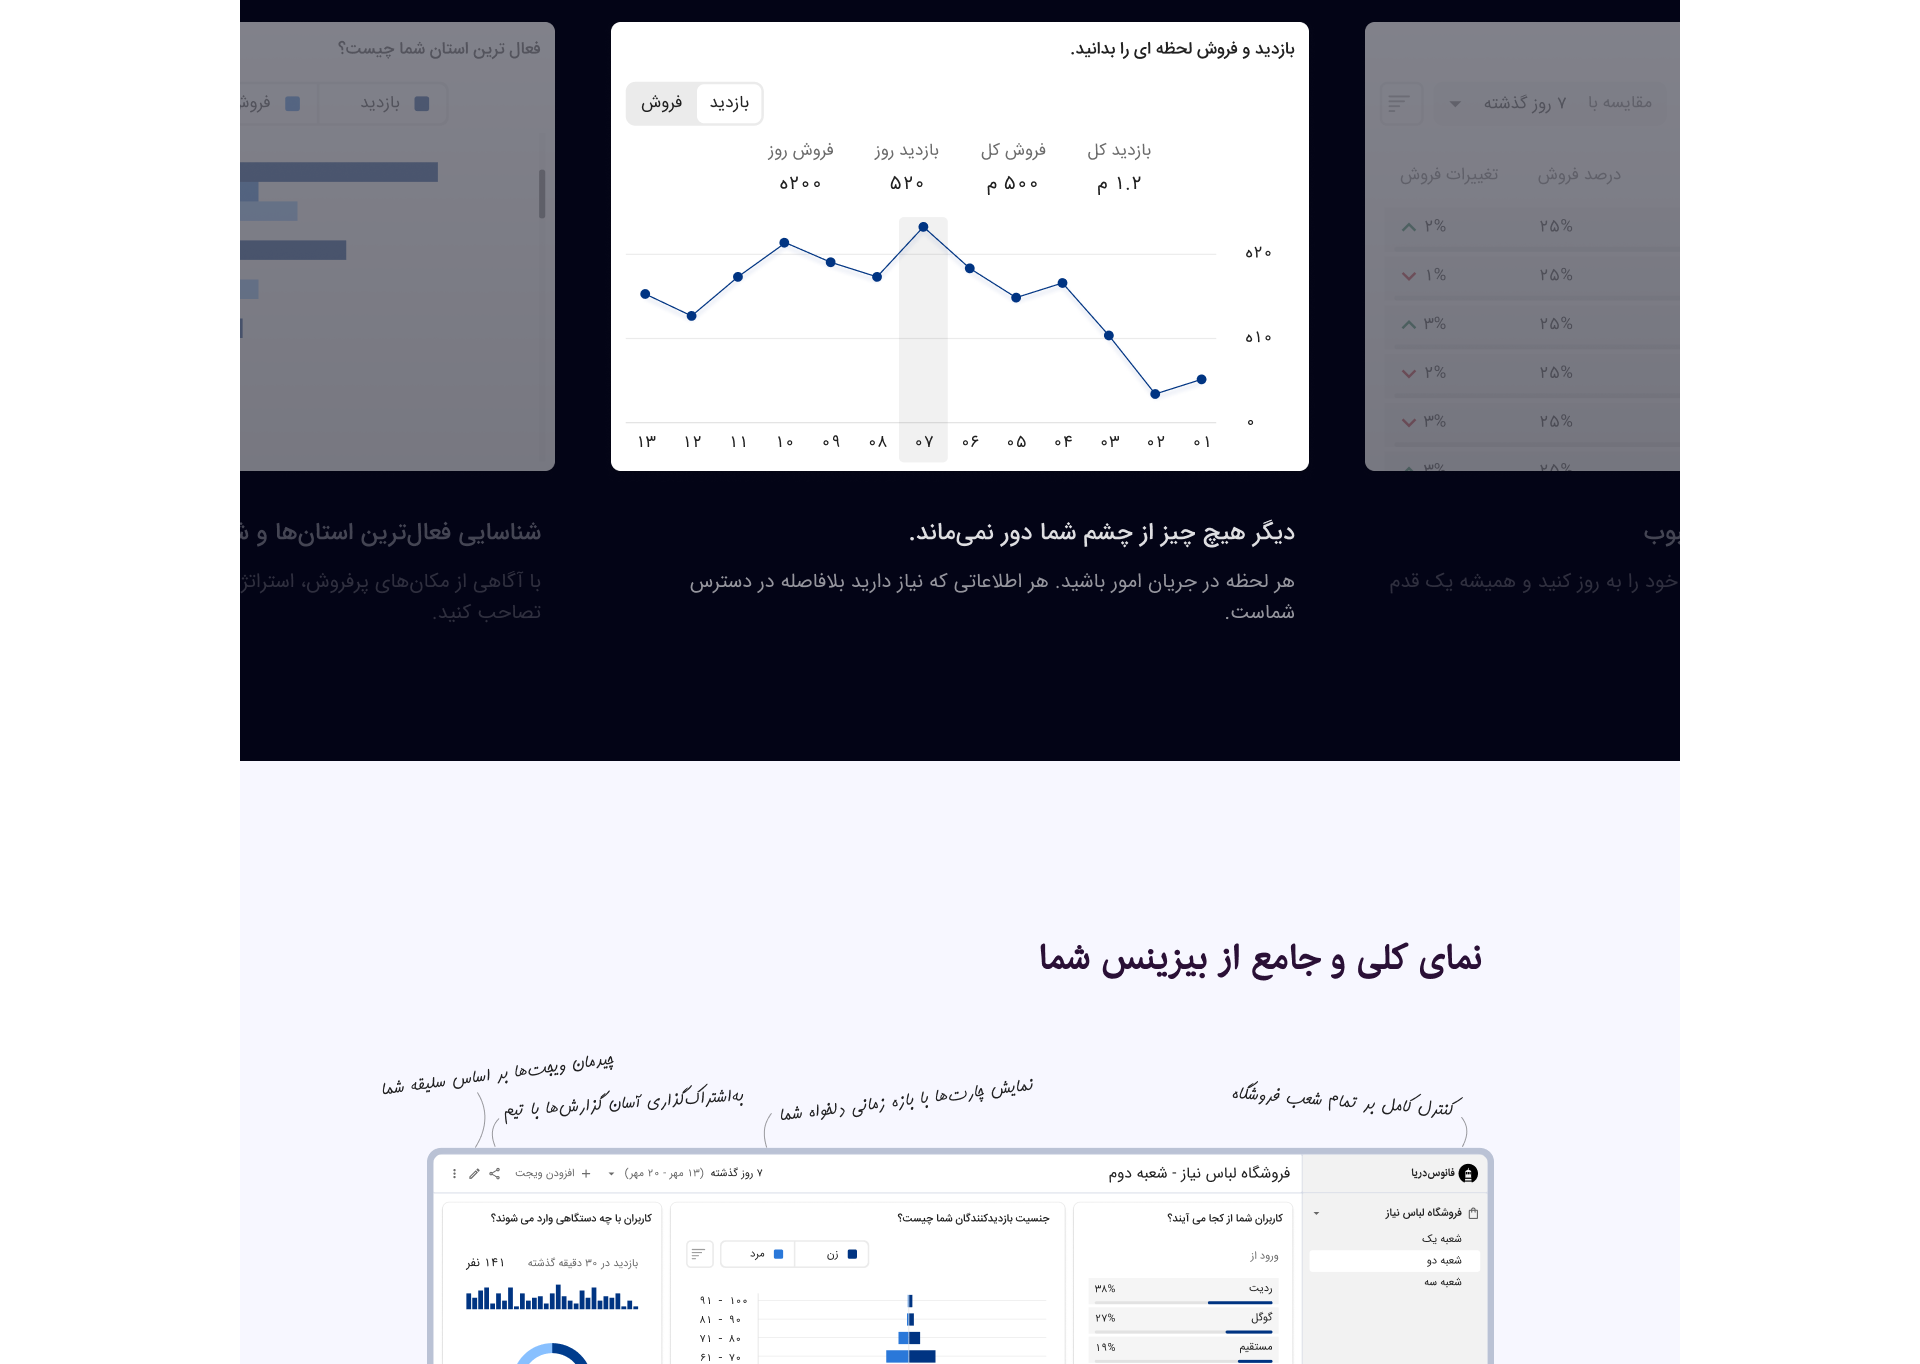 بازدید و فروش لحظه ای را بدانید.
بازدید
فروش
بازدید کل
فروش کل
بازدید روز
فروش روز
۱.۲ م
۵۰۰ م
۵۲۰
۲۰۰ه
۲۰ه
۱۰ه
۰
۰۱
۰۲
۰۳
۰۴
۰۵
۰۶
۰۷
۰۸
۰۹
۱۰
۱۱
۱۲
۱۳
دیگر هیچ چیز از چشم شما دور نمی‌ماند.
هر لحظه در جریان امور باشید. هر اطلاعاتی که نیاز دارید بلافاصله در دسترس
شماست.
مقایسه با
۷ روز گذشته
درصد فروش
تغییرات فروش
۲۵%
۲%
۲۵%
۱%
۲۵%
۳%
۲۵%
۲%
۲۵%
۳%
۲۵%
۳%
خود را به روز کنید و همیشه یک قدم
فعال ترین استان شما چیست؟
بازدید
شناسایی فعال‌ترین استان‌ها و
با آگاهی از مکان‌های پرفروش،
تصاحب کنید.
نمای کلی و جامع از بیزینس شما
چیرمان ویجت‌ها بر اساس سلیقه شما
به‌اشتراک‌گزاری آسان گزارش‌ها با تیم
نمایش چارت‌ها با بازه زمانی دلخواه شما
کنترل کامل بر تمام شعب فروشگاه
فانوس‌دریا
فروشگاه لباس نیاز - شعبه دوم
۷ روز گذشته (۱۳ مهر - ۲۰ مهر)
افزودن ویجت
فروشگاه لباس نیاز
شعبه یک
شعبه دو
شعبه سه
کاربران شما از کجا می آیند؟
ورود از
ردیت
۳۸%
گوگل
۲۷%
مستقیم
۱۹%
جنسیت بازدیدکنندگان شما چیست؟
زن
مرد
۹۱ - ۱۰۰
۸۱ - ۹۰
۷۱ - ۸۰
۶۱ - ۷۰
کاربران با چه دستگاهی وارد می شوند؟
بازدید در ۳۰ دقیقه گذشته
۱۴۱ نفر